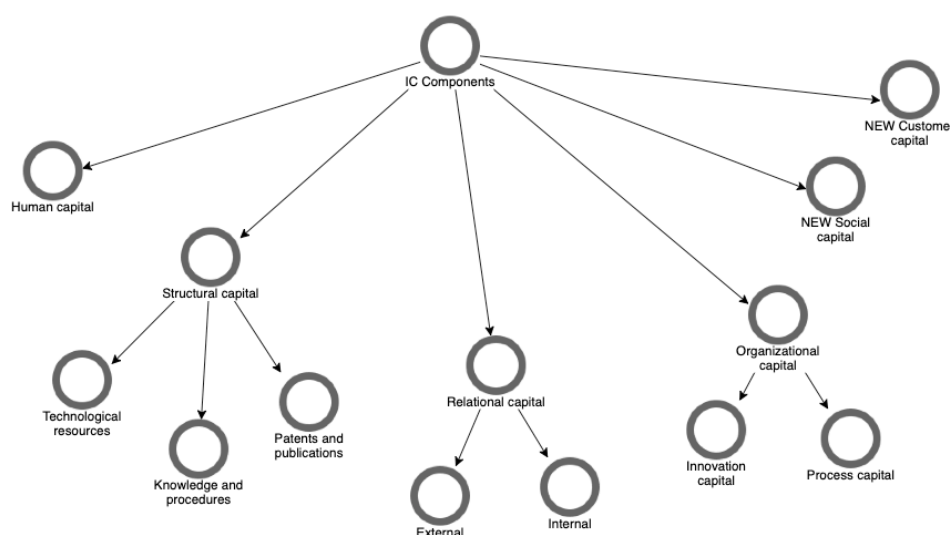 IC Components
NEW Custome
capital
Human capital
NEW Social
capital
Structural capital
Organizational
capital
Relational capital
Technological
resources
Patents and
publications
Knowledge and
procedures
Innovation
capital
Process capital
External
Internal